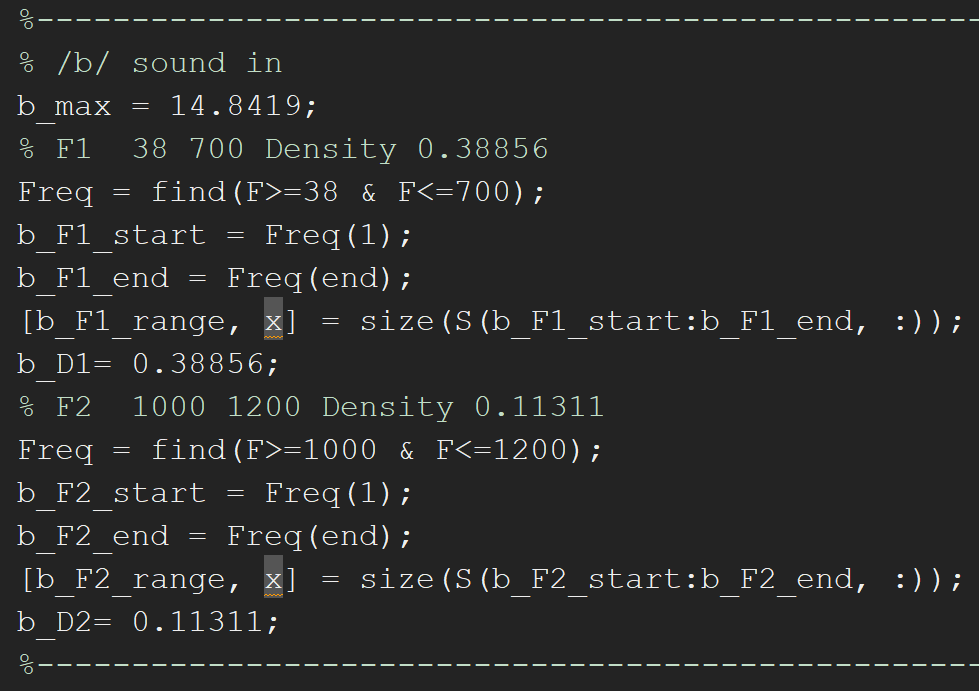 %--------------------------------------------------
% /b/ sound in
b_max = 14.8419;
% F1  38 700 Density 0.38856
Freq = find(F>=38 & F<=700);
b_F1_start = Freq(1);
b_F1_end = Freq(end);
[b_F1_range, x] = size(S(b_F1_start:b_F1_end, :));
b_D1= 0.38856;
% F2  1000 1200 Density 0.11311
Freq = find(F>=1000 & F<=1200);
b_F2_start = Freq(1);
b_F2_end = Freq(end);
[b_F2_range, x] = size(S(b_F2_start:b_F2_end, :));
b_D2= 0.11311;
%--------------------------------------------------